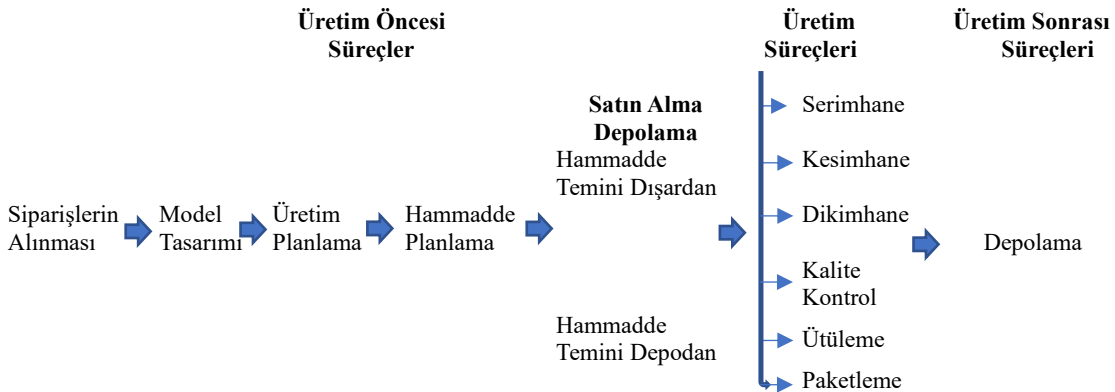 Üretim Öncesi
Süreçler
Üretim
Süreçleri
Üretim Sonrası
Süreçleri
Siparişlerin
Alınması
Model
Tasarımı
Üretim
Planlama
Hammadde
Planlama
Satın Alma
Depolama
Hammadde
Temini Dışardan
Hammadde
Temini Depodan
Serimhane
Kesimhane
Dikimhane
Kalite
Kontrol
Ütüleme
Paketleme
Depolama